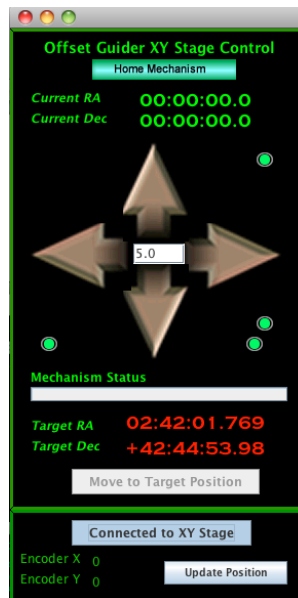 Offset Guider XY Stage Control
Home Mechanism
Current RA 00:00:00.0
Current Dec 00:00:00.0
5.0
Mechanism Status
Target RA 02:42:01.769
Target Dec +42:44:53.98
Move to Target Position
Connected to XY Stage
Encoder X 0
Encoder Y 0
Update Position